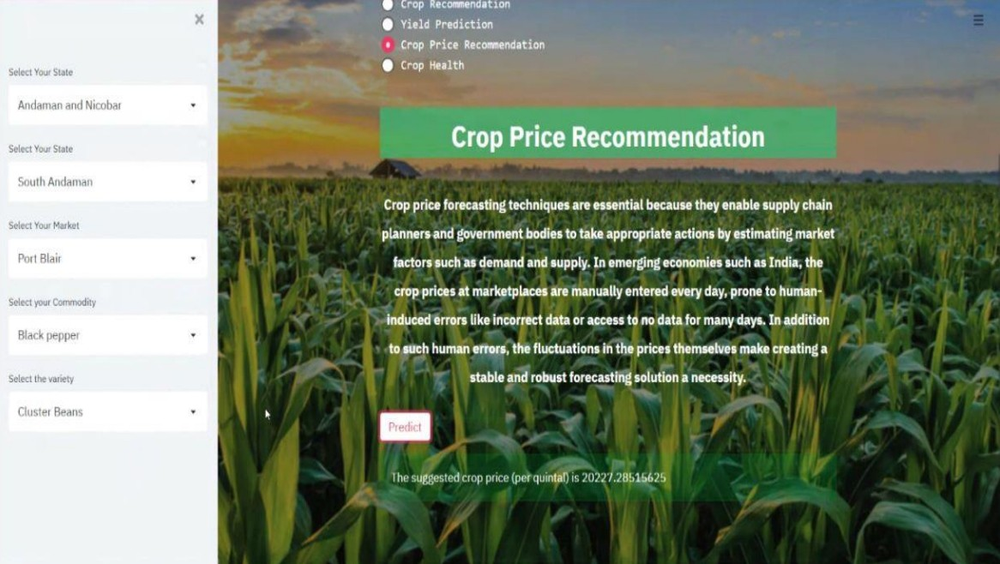 ×
Select Your State
Andaman and Nicobar
Select Your State
South Andaman
Select Your Market
Port Blair
Select your Commodity
Black pepper
Select the variety
Cluster Beans
Crop Recommendation
Yield Prediction
Crop Price Recommendation
Crop Health
Crop Price Recommendation
Crop price forecasting techniques are essential because they enable supply chain
planners and government bodies to take appropriate actions by estimating market
factors such as demand and supply. In emerging economies such as India, the
crop prices at marketplaces are manually entered every day, prone to human-
induced errors like incorrect data or access to no data for many days. In addition
to such human errors, the fluctuations in the prices themselves make creating a
stable and robust forecasting solution a necessity.
Predict
The suggested crop price (per quintal) is 20227.28515625